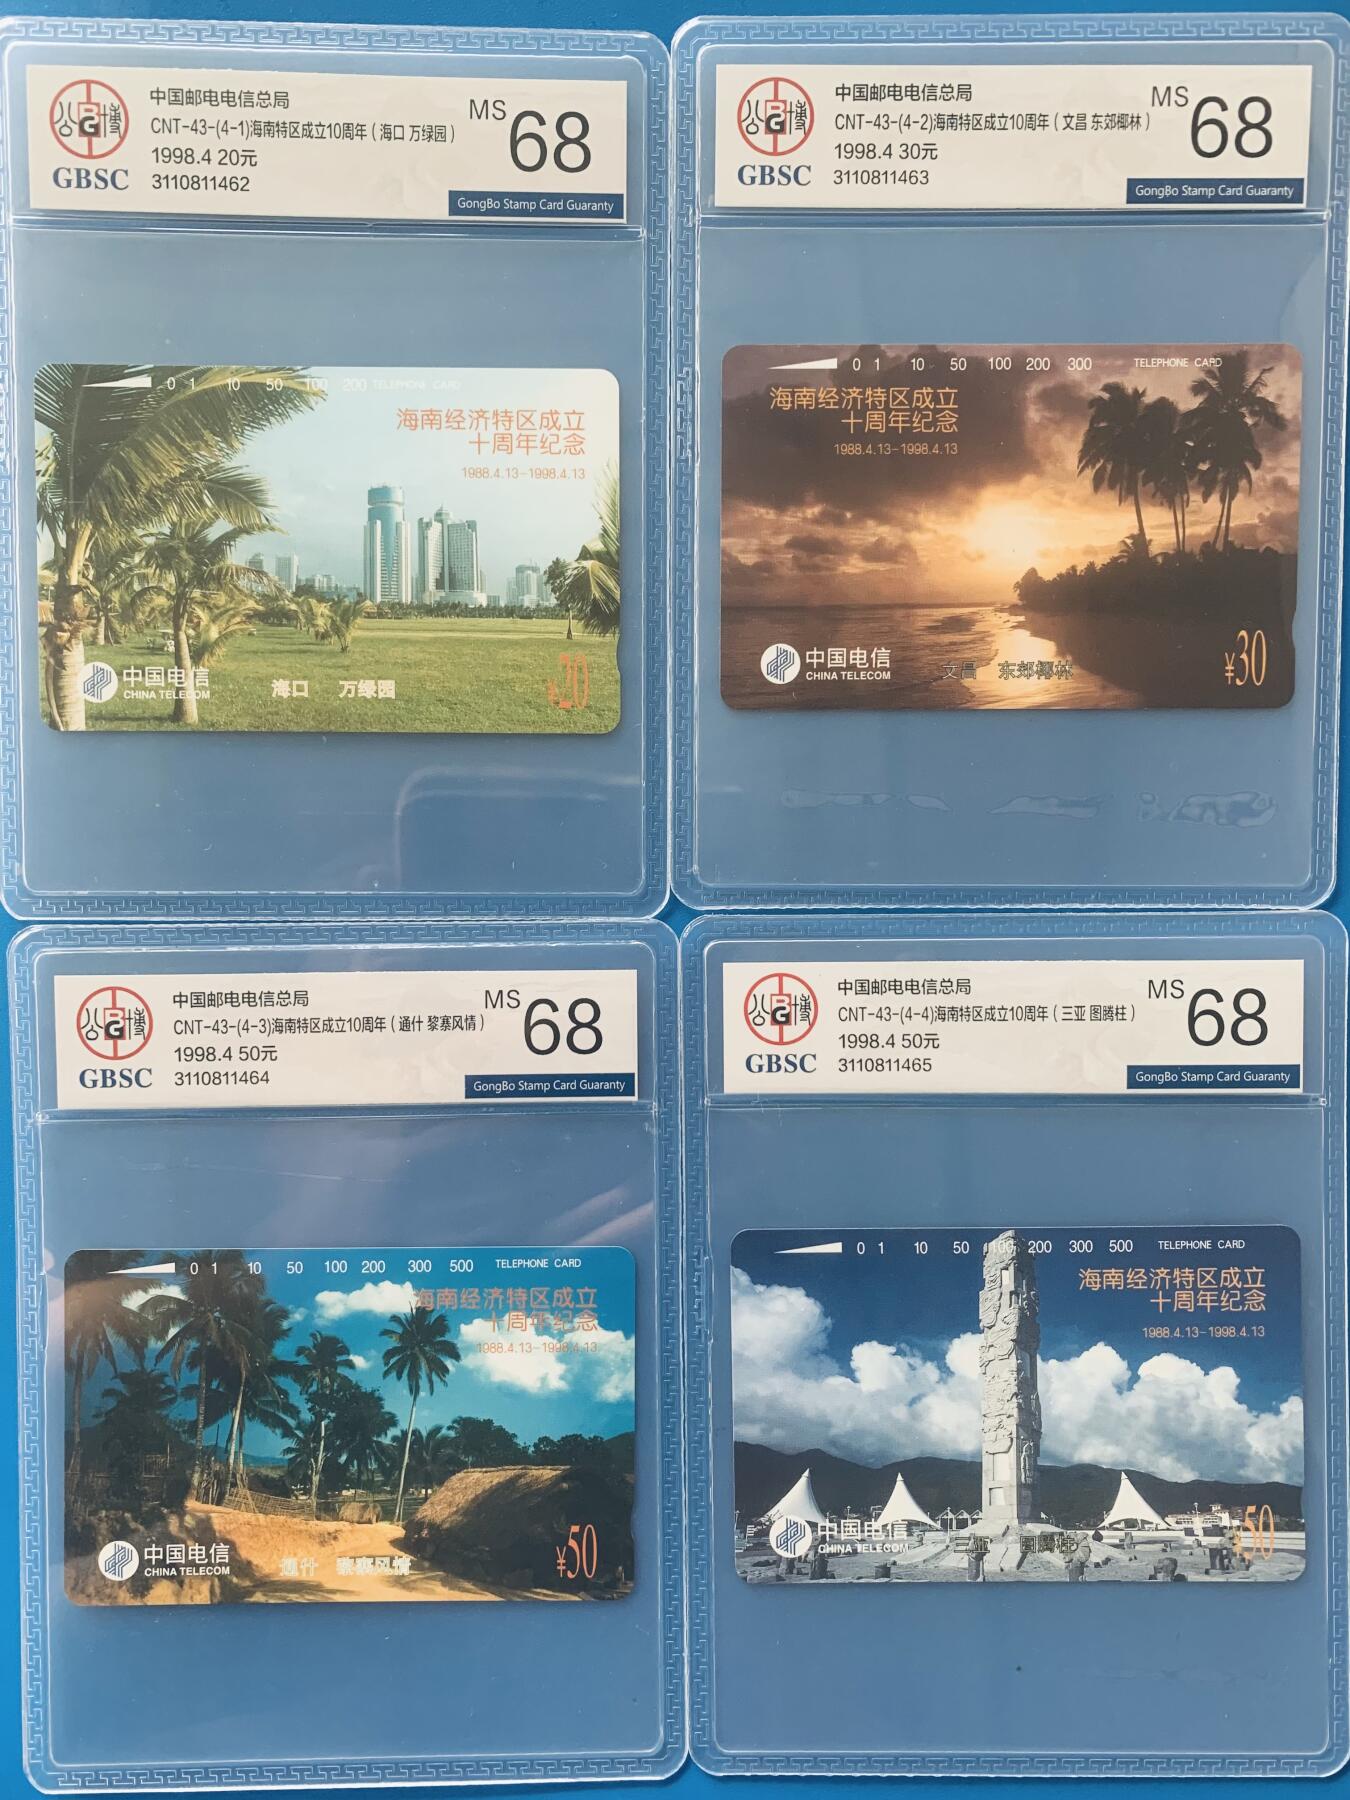 中国邮电电信总局
CNT-43-(4-1)海南特区成立10周年（海口 万绿园）
1998.4 20元
3110811462
MS 68
公博
BG
GBSC
GongBo Stamp Card Guaranty
0 1 10 50 100 200 TELEPHONE CARD
海南经济特区成立
十周年纪念
1988.4.13-1998.4.13
中国电信
CHINA TELECOM
海口 万绿园
¥20
中国邮电电信总局
CNT-43-(4-2)海南特区成立10周年（文昌 东郊椰林）
1998.4 30元
3110811463
MS 68
公博
BG
GBSC
GongBo Stamp Card Guaranty
0 1 10 50 100 200 300 TELEPHONE CARD
海南经济特区成立
十周年纪念
1988.4.13-1998.4.13
中国电信
CHINA TELECOM
文昌 东郊椰林
¥30
中国邮电电信总局
CNT-43-(4-3)海南特区成立10周年（通什 黎寨风情）
1998.4 50元
3110811464
MS 68
公博
BG
GBSC
GongBo Stamp Card Guaranty
0 1 10 50 100 200 300 500 TELEPHONE CARD
海南经济特区成立
十周年纪念
1988.4.13-1998.4.13
中国电信
CHINA TELECOM
通什 黎寨风情
¥50
中国邮电电信总局
CNT-43-(4-4)海南特区成立10周年（三亚 图腾柱）
1998.4 50元
3110811465
MS 68
公博
BG
GBSC
GongBo Stamp Card Guaranty
0 1 10 50 100 200 300 500 TELEPHONE CARD
海南经济特区成立
十周年纪念
1988.4.13-1998.4.13
中国电信
CHINA TELECOM
三亚 图腾柱
¥50